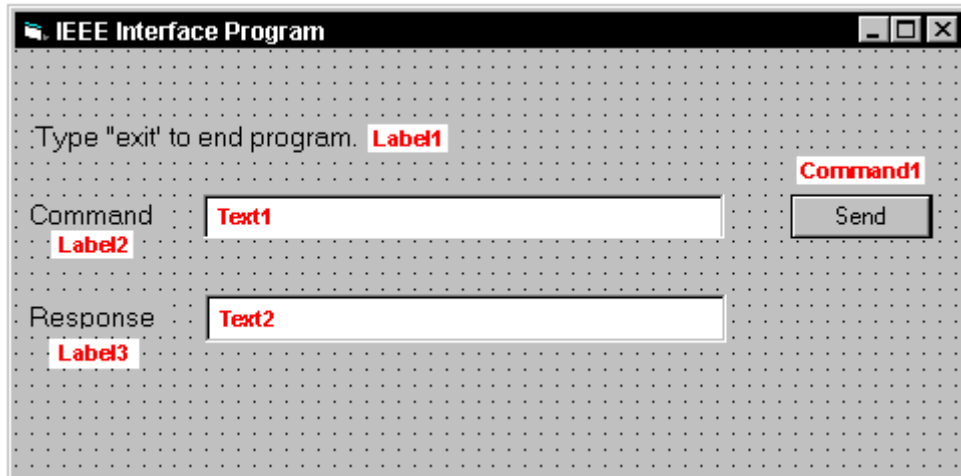 IEEE Interface Program
Type "exit' to end program. Label1
Command1
Command Text1 Send
Label2
Response Text2
Label3